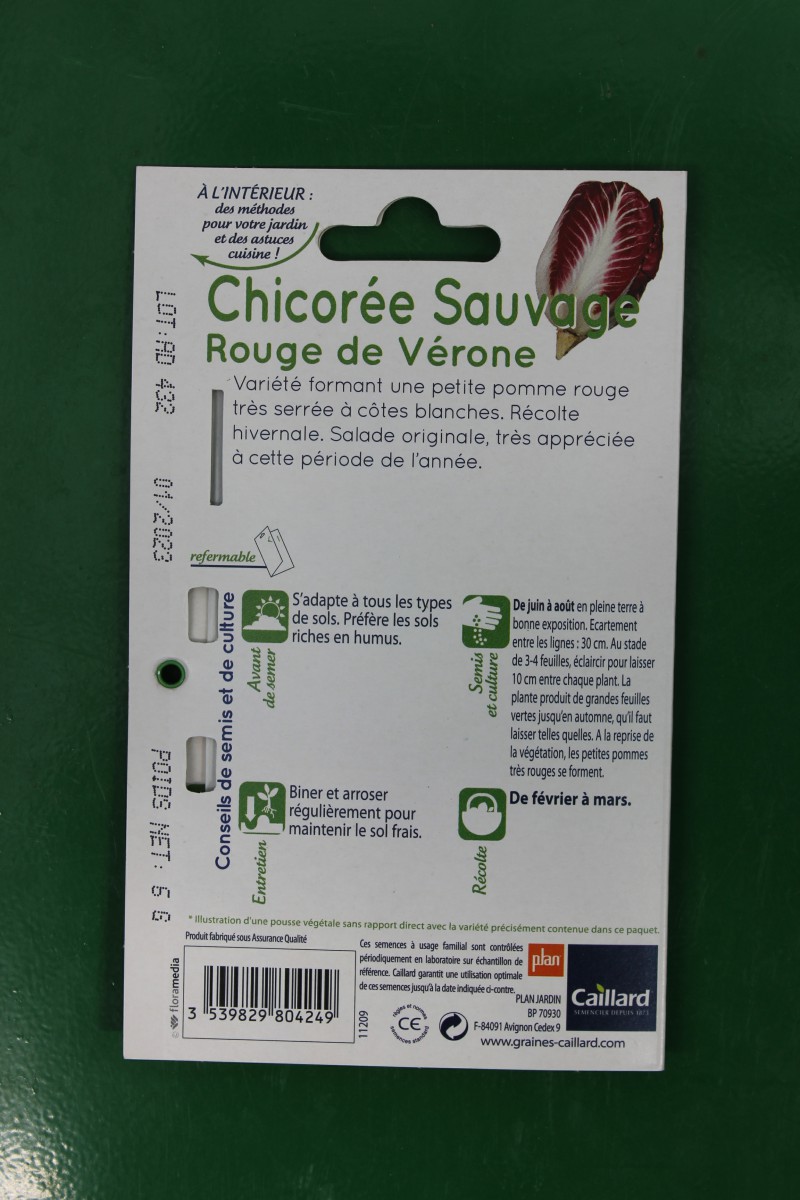 À L'INTÉRIEUR :
des méthodes
pour votre jardin
et des astuces
cuisine !
Chicorée Sauvage
Rouge de Vérone
Variété formant une petite pomme rouge
très serrée à côtes blanches. Récolte
hivernale. Salade originale, très appréciée
à cette période de l'année.
LOT:AD 432
01/2023
POIDS NET: 6 G
refermable
Conseils de semis et de culture
Avant
de semer
S'adapte à tous les types
de sols. Préfère les sols
riches en humus.
Semis
et culture
De juin à août en pleine terre à
bonne exposition. Ecartement
entre les lignes : 30 cm. Au stade
de 3-4 feuilles, éclaircir pour laisser
10 cm entre chaque plant. La
plante produit de grandes feuilles
vertes jusqu'en automne, qu'il faut
laisser telles quelles. A la reprise de
la végétation, les petites pommes
très rouges se forment.
Entretien
Biner et arroser
régulièrement pour
maintenir le sol frais.
Récolte
De février à mars.
* Illustration d'une pousse végétale sans rapport direct avec la variété précisément contenue dans ce paquet.
Produit fabriqué sous Assurance Qualité
3 539829 804249
© floramedia
11209
Ces semences à usage familial sont contrôlées
périodiquement en laboratoire sur échantillon de
référence. Caillard garantit une utilisation optimale
de ces semences jusqu'à la date indiquée ci-contre.
plan
Caillard
SEMENCIER DEPUIS 1872
PLAN JARDIN
BP 70930
F-84091 Avignon Cedex 9
www.graines-caillard.com
règles et normes
CE
semences standard